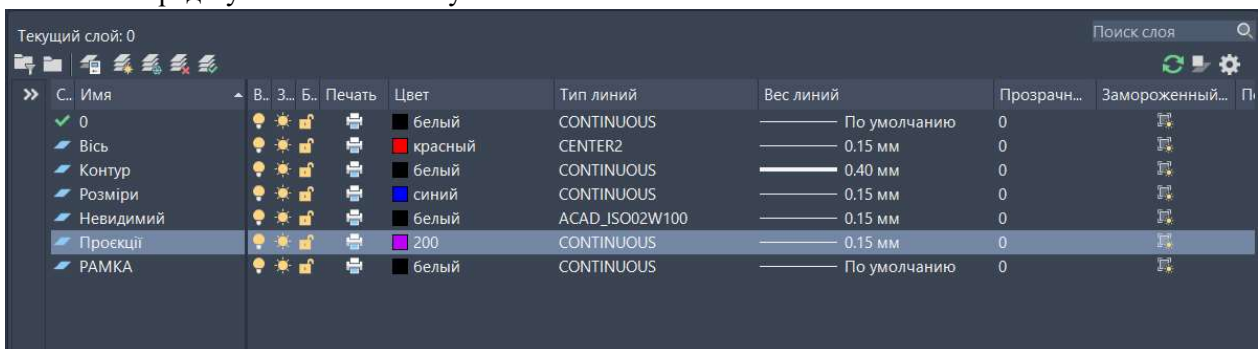 Текущий слой: 0
Поиск слоя
С.. Имя В.. З... Б.. Печать Цвет Тип линий Вес линий Прозрачн... Замороженный...
0 белый CONTINUOUS По умолчанию 0
Вісь красный CENTER2 0.15 мм 0
Контур белый CONTINUOUS 0.40 мм 0
Розміри синий CONTINUOUS 0.15 мм 0
Невидимий белый ACAD_ISO02W100 0.15 мм 0
Проєкції 200 CONTINUOUS 0.15 мм 0
РАМКА белый CONTINUOUS По умолчанию 0